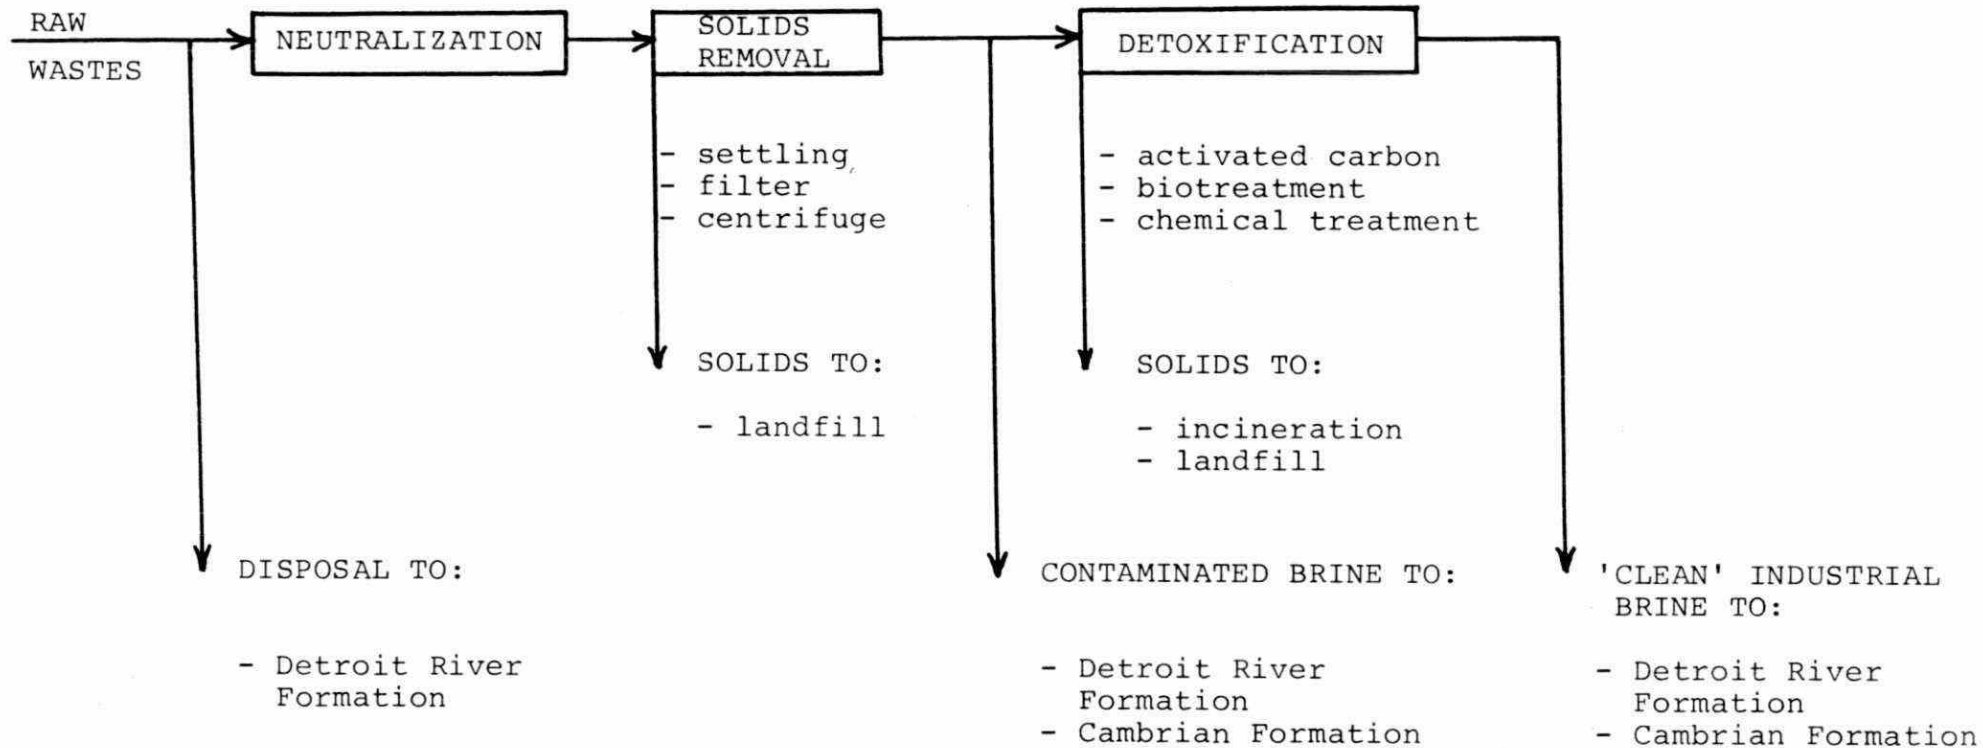 RAW
WASTES
NEUTRALIZATION
SOLIDS
REMOVAL
DETOXIFICATION
- settling
- filter
- centrifuge
- activated carbon
- biotreatment
- chemical treatment
SOLIDS TO:
- landfill
SOLIDS TO:
- incineration
- landfill
DISPOSAL TO:
- Detroit River
Formation
CONTAMINATED BRINE TO:
- Detroit River
Formation
- Cambrian Formation
'CLEAN' INDUSTRIAL
BRINE TO:
- Detroit River
Formation
- Cambrian Formation